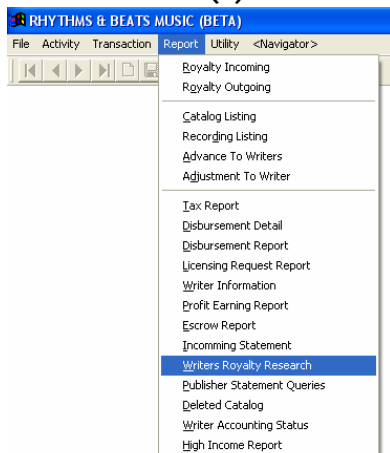 RHYTHMS & BEATS MUSIC (BETA)
File Activity Transaction Report Utility <Navigator>
Royalty Incoming
Royalty Outgoing
Catalog Listing
Recording Listing
Advance To Writers
Adjustment To Writer
Tax Report
Disbursement Detail
Disbursement Report
Licensing Request Report
Writer Information
Profit Earning Report
Escrow Report
Incomming Statement
Writers Royalty Research
Publisher Statement Queries
Deleted Catalog
Writer Accounting Status
High Income Report